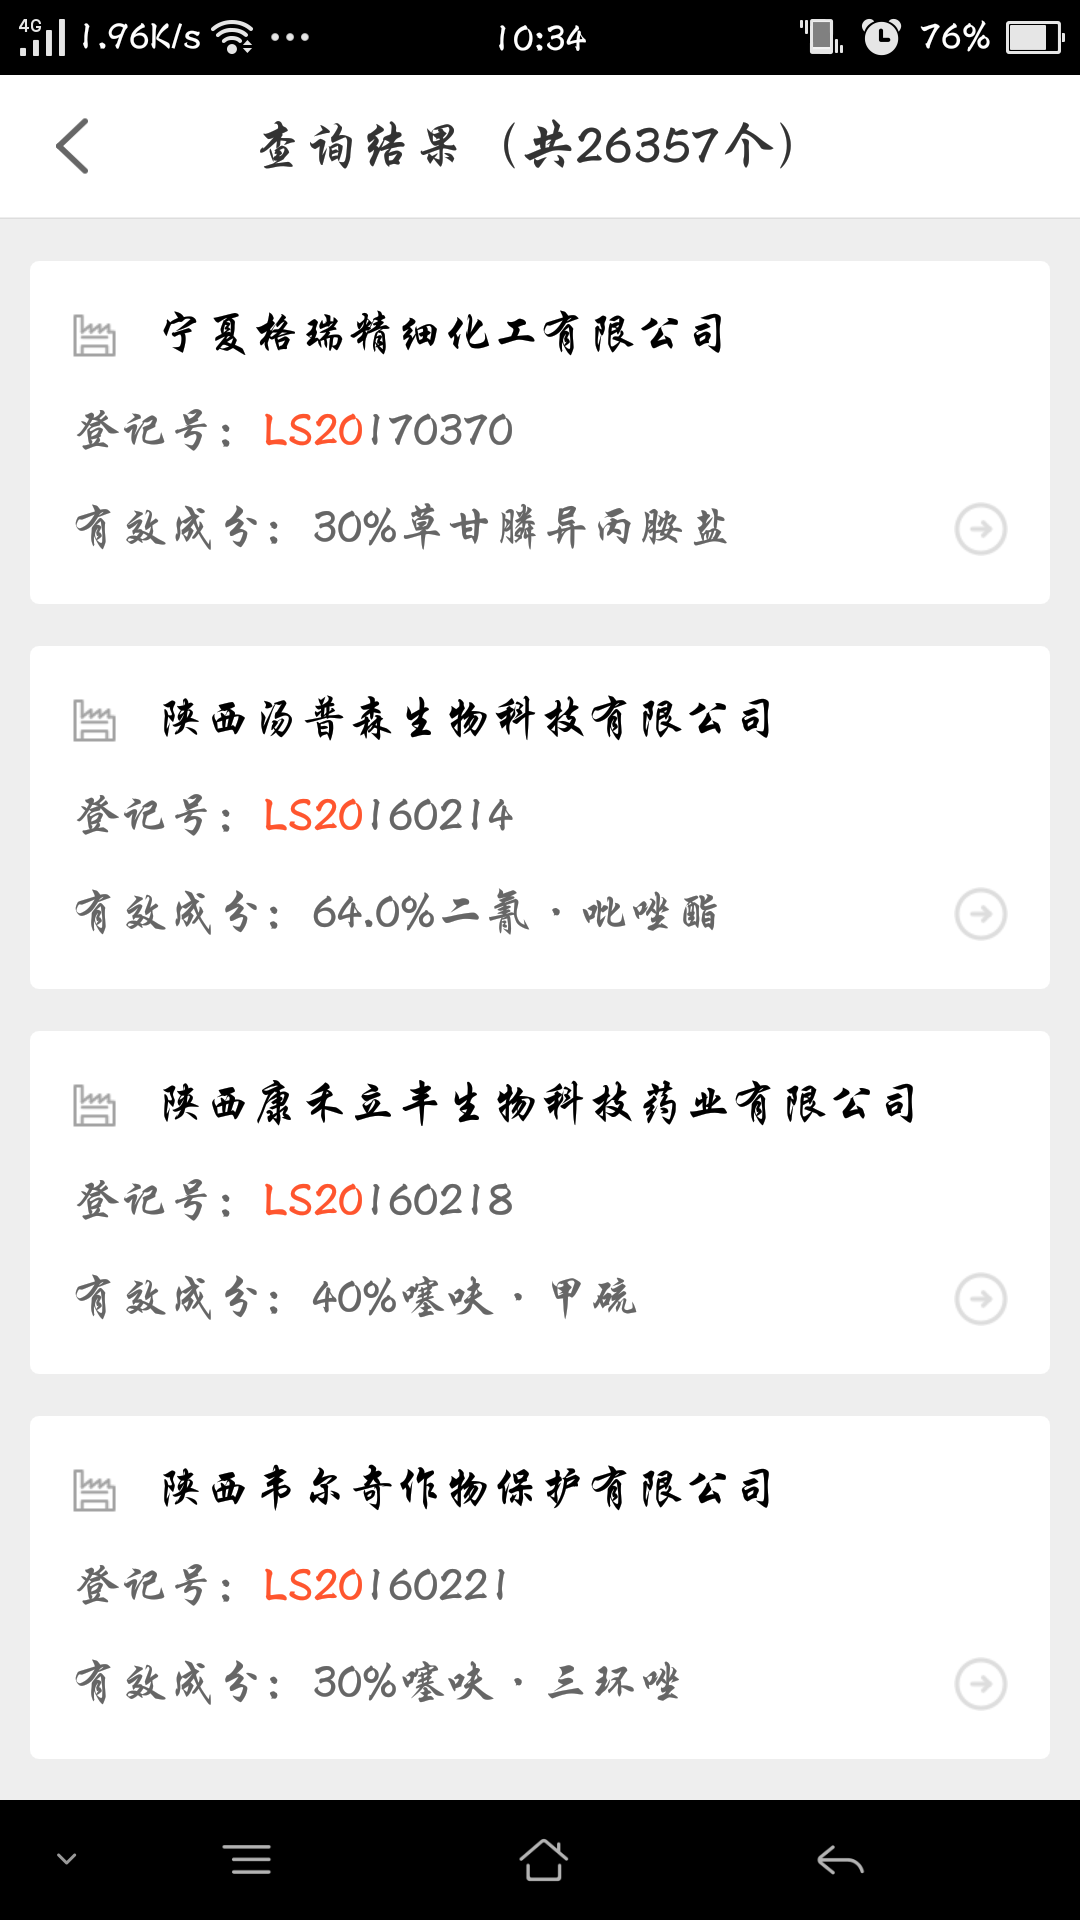 4G 1.96K/s ... 10:34 76%
查询结果（共26357个）
宁夏格瑞精细化工有限公司
登记号：LS20170370
有效成分：30%草甘膦异丙胺盐
陕西汤普森生物科技有限公司
登记号：LS20160214
有效成分：64.0%二氰·吡唑酯
陕西康禾立丰生物科技药业有限公司
登记号：LS20160218
有效成分：40%噻呋·甲硫
陕西韦尔奇作物保护有限公司
登记号：LS20160221
有效成分：30%噻呋·三环唑